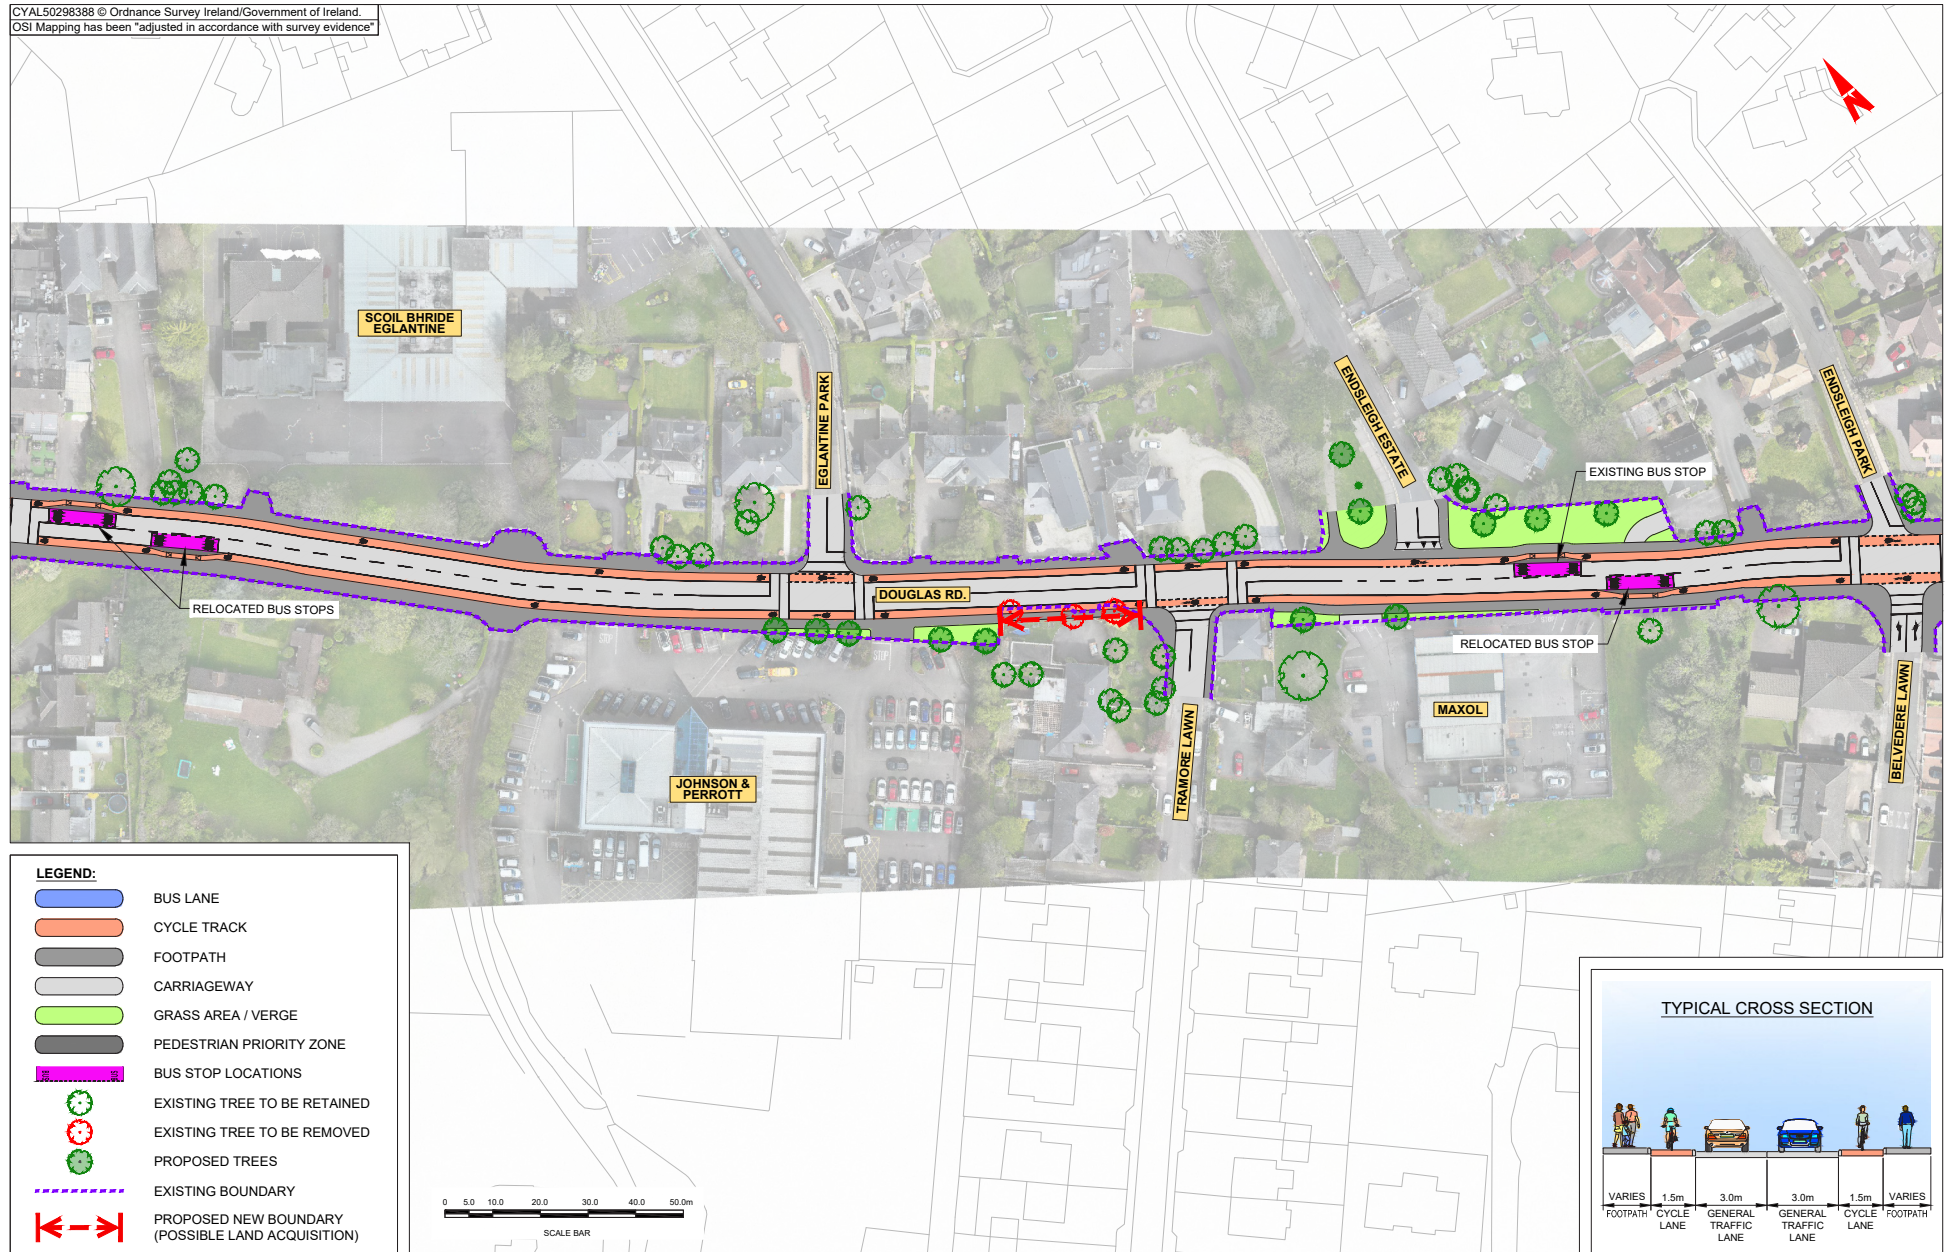 CYAL50298388 © Ordnance Survey Ireland/Government of Ireland.
OSI Mapping has been "adjusted in accordance with survey evidence"
N
SCOIL BHRIDE
EGLANTINE
EGLANTINE PARK
ENDSLEIGH ESTATE
ENDSLEIGH PARK
EXISTING BUS STOP
RELOCATED BUS STOPS
DOUGLAS RD.
RELOCATED BUS STOP
JOHNSON &
PERROTT
TRAMORE LAWN
MAXOL
BELVEDERE LAWN
LEGEND:
BUS LANE
CYCLE TRACK
FOOTPATH
CARRIAGEWAY
GRASS AREA / VERGE
PEDESTRIAN PRIORITY ZONE
BUS STOP LOCATIONS
EXISTING TREE TO BE RETAINED
EXISTING TREE TO BE REMOVED
PROPOSED TREES
EXISTING BOUNDARY
PROPOSED NEW BOUNDARY
(POSSIBLE LAND ACQUISITION)
0 5.0 10.0 20.0 30.0 40.0 50.0m
SCALE BAR
TYPICAL CROSS SECTION
VARIES 1.5m 3.0m 3.0m 1.5m VARIES
FOOTPATH CYCLE GENERAL GENERAL CYCLE FOOTPATH
LANE TRAFFIC TRAFFIC LANE
LANE LANE